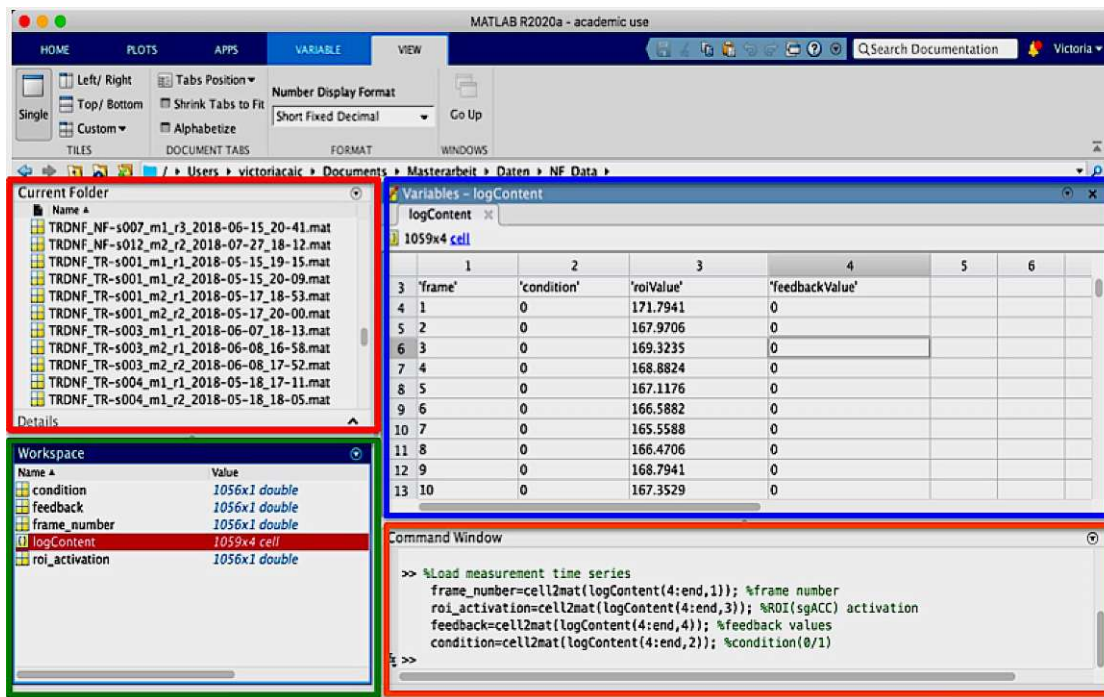 MATLAB R2020a - academic use
HOME PLOTS APPS VARIABLE VIEW Search Documentation Victoria
Single
Left/ Right
Top/ Bottom
Custom
TILES
Tabs Position
Shrink Tabs to Fit
Alphabetize
DOCUMENT TABS
Number Display Format
Short Fixed Decimal
FORMAT
Go Up
WINDOWS
/ Users victoriacaic Documents Masterarbeit Daten NF Data
Current Folder
Name
TRDNF_NF-s007_m1_r3_2018-06-15_20-41.mat
TRDNF_NF-s012_m2_r2_2018-07-27_18-12.mat
TRDNF_TR-s001_m1_r1_2018-05-15_19-15.mat
TRDNF_TR-s001_m1_r2_2018-05-15_20-09.mat
TRDNF_TR-s001_m2_r1_2018-05-17_18-53.mat
TRDNF_TR-s001_m2_r2_2018-05-17_20-00.mat
TRDNF_TR-s003_m1_r1_2018-06-07_18-13.mat
TRDNF_TR-s003_m2_r1_2018-06-08_16-58.mat
TRDNF_TR-s003_m2_r2_2018-06-08_17-52.mat
TRDNF_TR-s004_m1_r1_2018-05-18_17-11.mat
TRDNF_TR-s004_m1_r2_2018-05-18_18-05.mat
Details
Workspace
Name Value
condition 1056x1 double
feedback 1056x1 double
frame_number 1056x1 double
logContent 1059x4 cell
roi_activation 1056x1 double
Variables - logContent
logContent
1059x4 cell
1 2 3 4 5 6
3 'frame' 'condition' 'roiValue' 'feedbackValue'
4 1 0 171.7941 0
5 2 0 167.9706 0
6 3 0 169.3235 0
7 4 0 168.8824 0
8 5 0 167.1176 0
9 6 0 166.5882 0
10 7 0 165.5588 0
11 8 0 166.4706 0
12 9 0 168.7941 0
13 10 0 167.3529 0
Command Window
>> %Load measurement time series
frame_number=cell2mat(logContent(4:end,1)); %frame number
roi_activation=cell2mat(logContent(4:end,3)); %ROI(sgACC) activation
feedback=cell2mat(logContent(4:end,4)); %feedback values
condition=cell2mat(logContent(4:end,2)); %condition(0/1)
fx >>